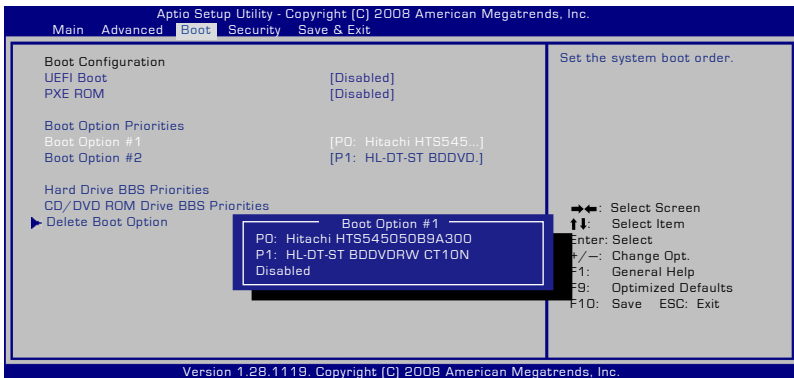 Aptio Setup Utility - Copyright (C) 2008 American Megatrends, Inc.
Main Advanced Boot Security Save & Exit
Boot Configuration
UEFI Boot [Disabled]
PXE ROM [Disabled]
Boot Option Priorities
Boot Option #1 [P0: Hitachi HTS545...]
Boot Option #2 [P1: HL-DT-ST BDDVD.]
Hard Drive BBS Priorities
CD/DVD ROM Drive BBS Priorities
Delete Boot Option
Boot Option #1
P0: Hitachi HTS545050B9A300
P1: HL-DT-ST BDDVDRW CT10N
Disabled
Set the system boot order.
→←: Select Screen
↑↓: Select Item
Enter: Select
+/—: Change Opt.
F1: General Help
F9: Optimized Defaults
F10: Save ESC: Exit
Version 1.28.1119. Copyright (C) 2008 American Megatrends, Inc.